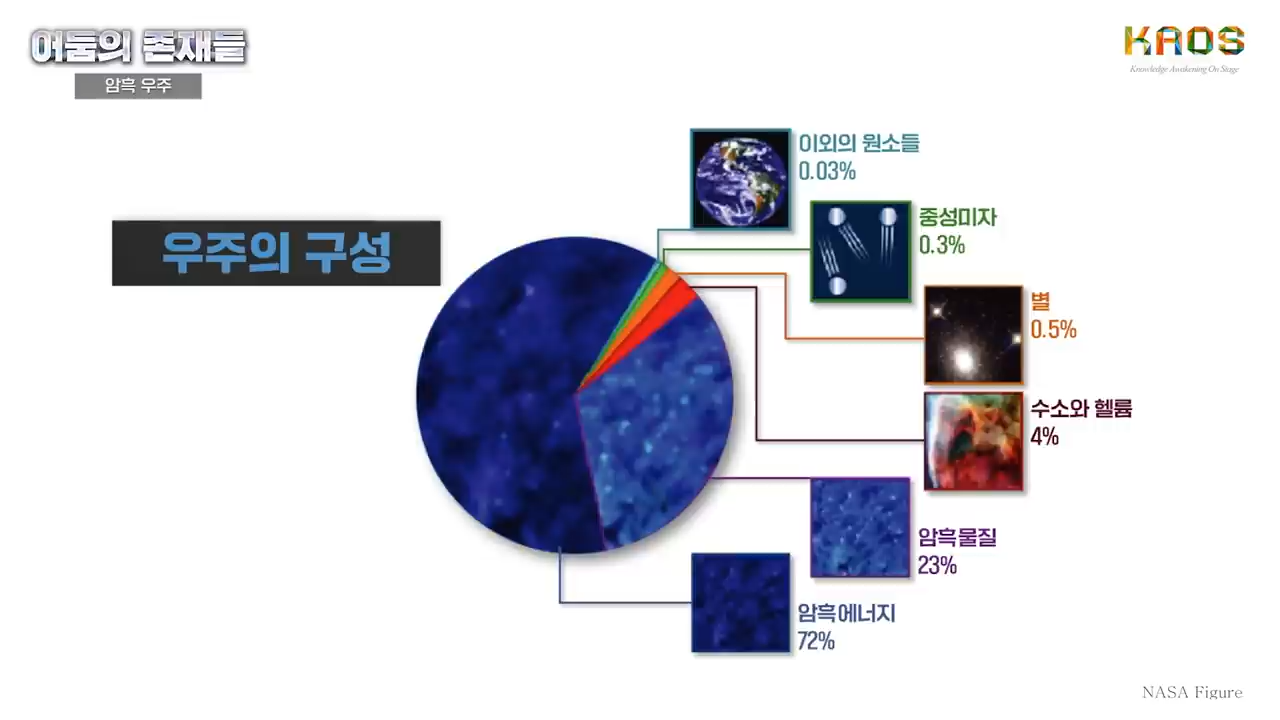 어둠의 존재들
암흑 우주
KAOS
Knowledge Awakening On Stage
우주의 구성
이외의 원소들
0.03%
중성미자
0.3%
별
0.5%
수소와 헬륨
4%
암흑물질
23%
암흑에너지
72%
NASA Figure